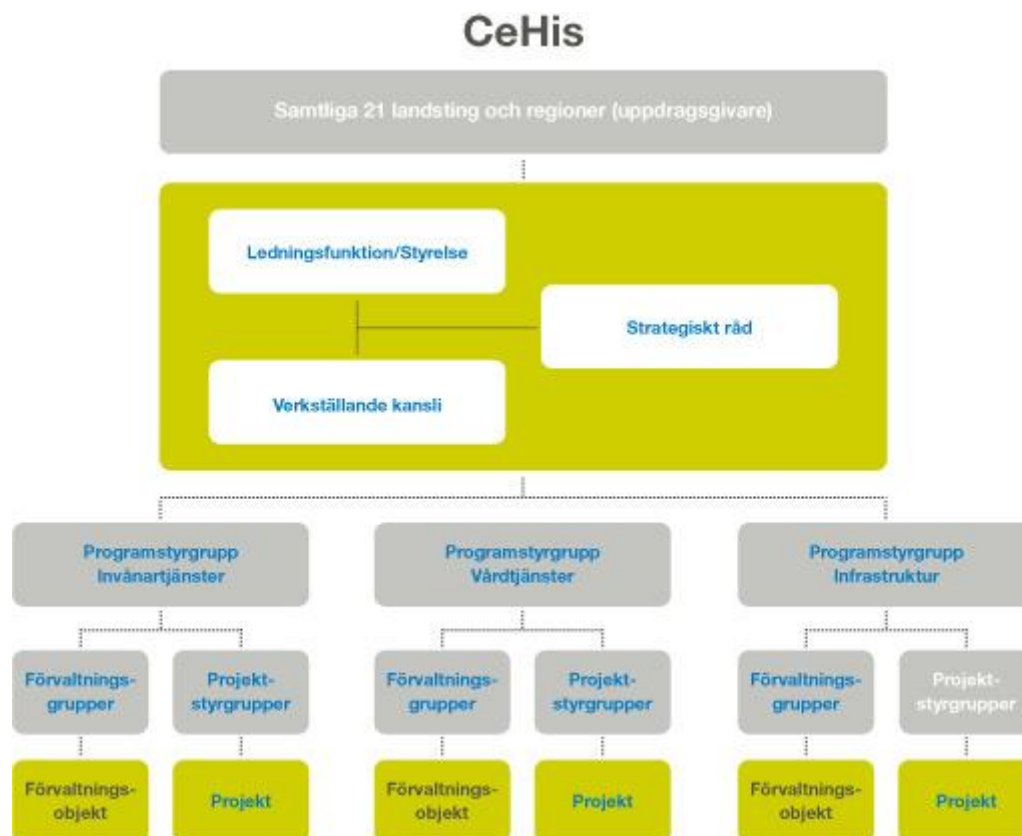 CeHis
Samtliga 21 landsting och regioner (uppdragsgivare)
Ledningsfunktion/Styrelse
Strategiskt råd
Verkställande kansli
Programstyrgrupp
Invånartjänster
Programstyrgrupp
Vårdtjänster
Programstyrgrupp
Infrastruktur
Förvaltnings-
grupper
Projekt-
styrgrupper
Förvaltnings-
grupper
Projekt-
styrgrupper
Förvaltnings-
grupper
Projekt-
styrgrupper
Förvaltnings-
objekt
Projekt
Förvaltnings-
objekt
Projekt
Förvaltnings-
objekt
Projekt